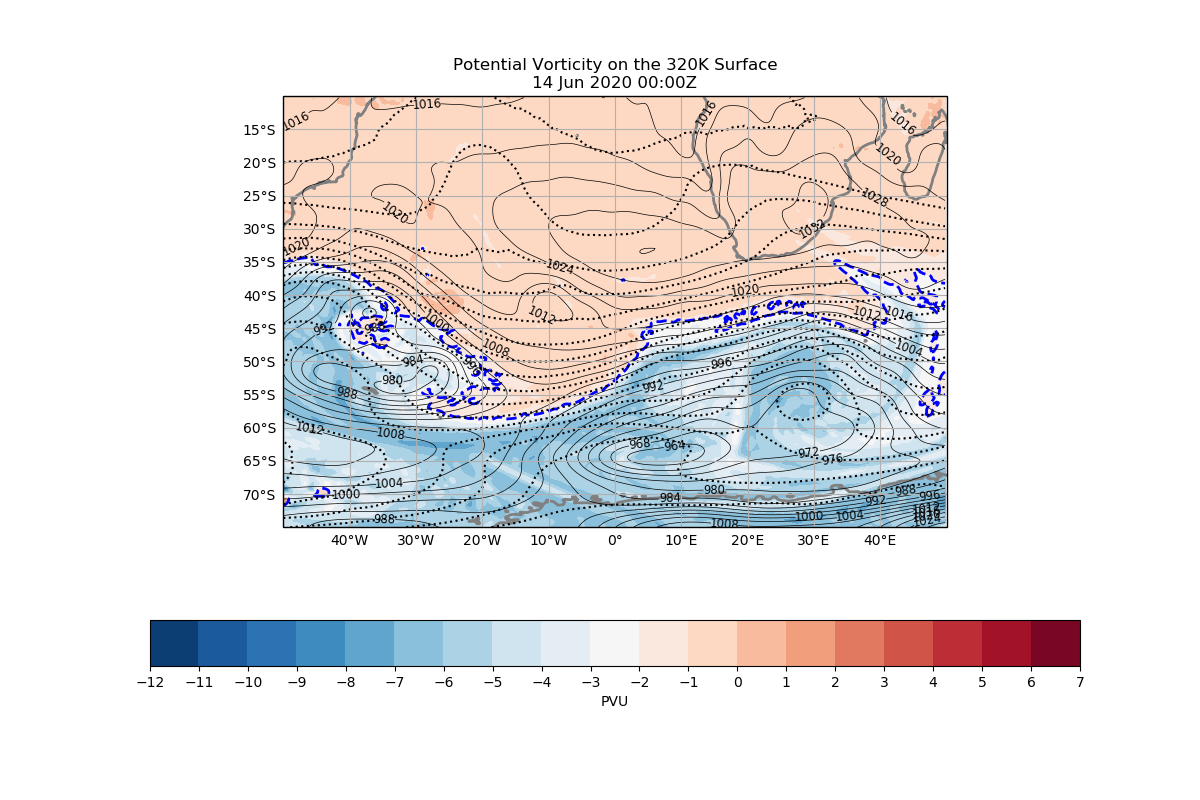 Potential Vorticity on the 320K Surface
14 Jun 2020 00:00Z
1016 1016 1016 1016
15°S
1020
20°S
25°S
1020 1028
30°S
1032
1020
35°S
1024
40°S
1020
1012 1012 1016
1000
45°S
992
1008 1004
50°S
984 996
980 992
55°S
988
60°S
1012 1008
968 964
972 976
65°S
1004
980 988
70°S
1000 984 992 996
988 1008 1000 1004
40°W 30°W 20°W 10°W 0° 10°E 20°E 30°E 40°E
−12 −11 −10 −9 −8 −7 −6 −5 −4 −3 −2 −1 0 1 2 3 4 5 6 7
PVU